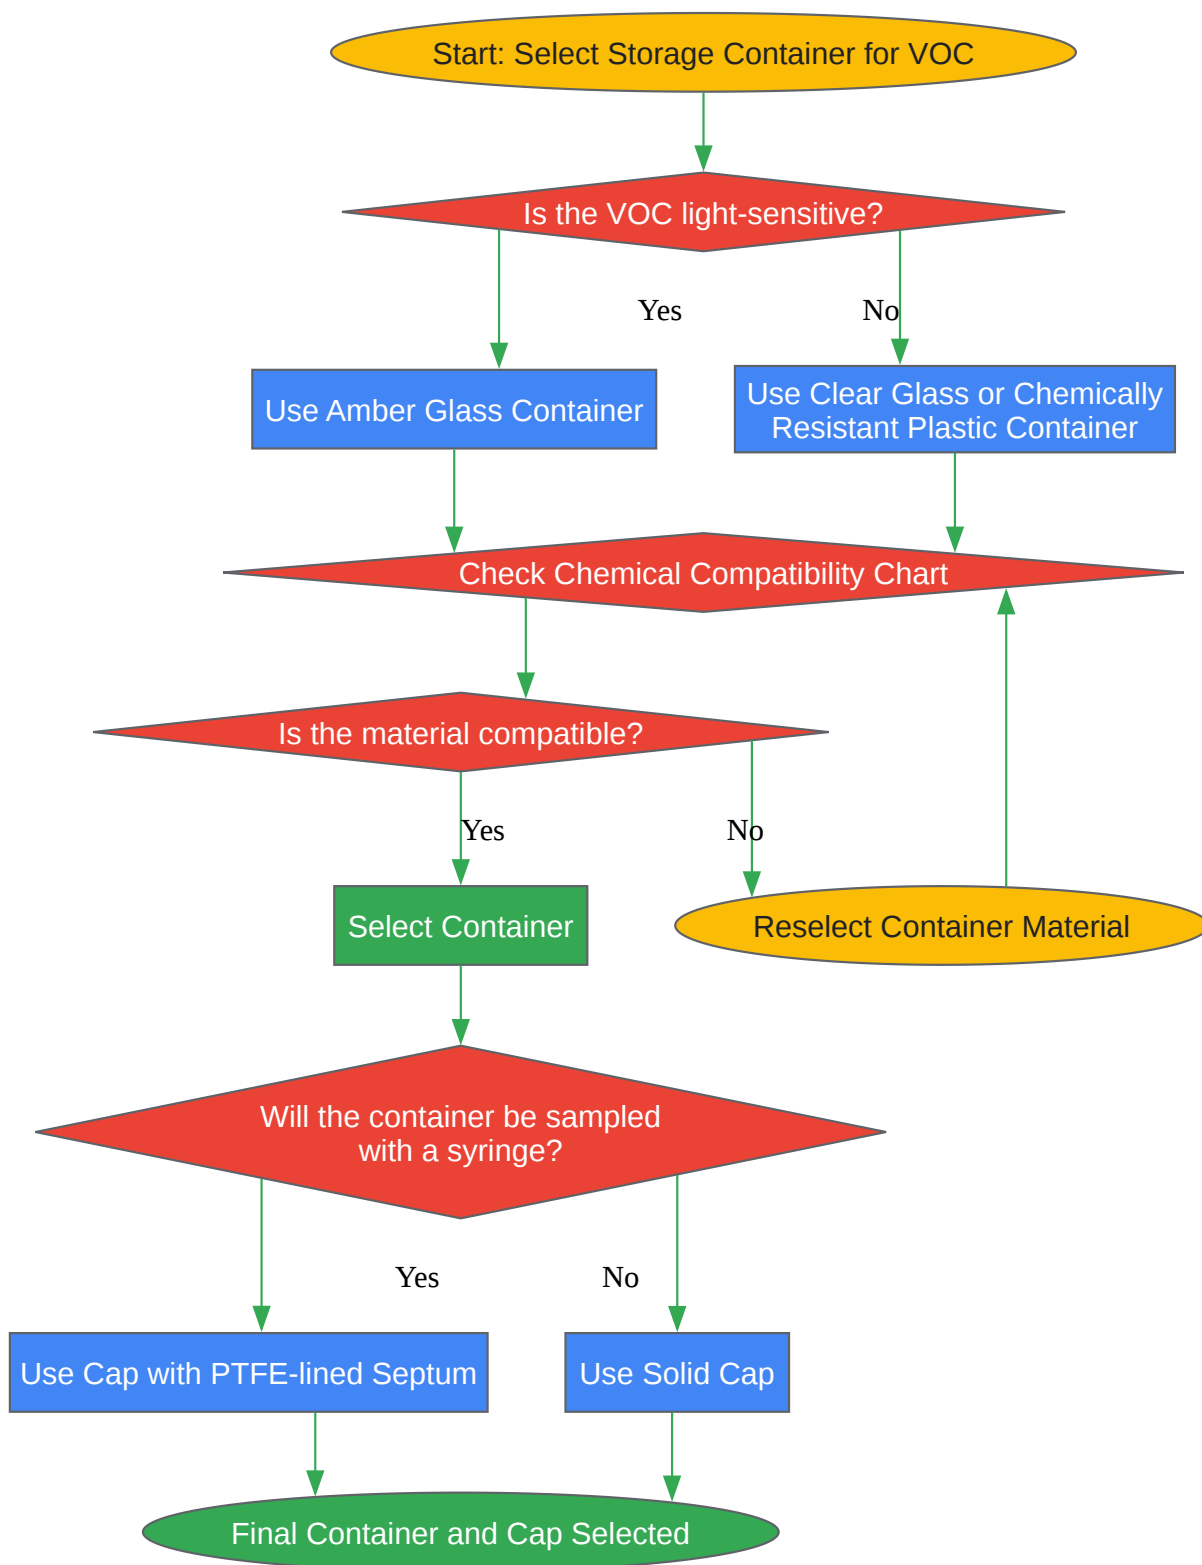 Start: Select Storage Container for VOC
Is the VOC light-sensitive?
Yes
No
Use Amber Glass Container
Use Clear Glass or Chemically
Resistant Plastic Container
Check Chemical Compatibility Chart
Is the material compatible?
Yes
No
Select Container
Reselect Container Material
Will the container be sampled
with a syringe?
Yes
No
Use Cap with PTFE-lined Septum
Use Solid Cap
Final Container and Cap Selected